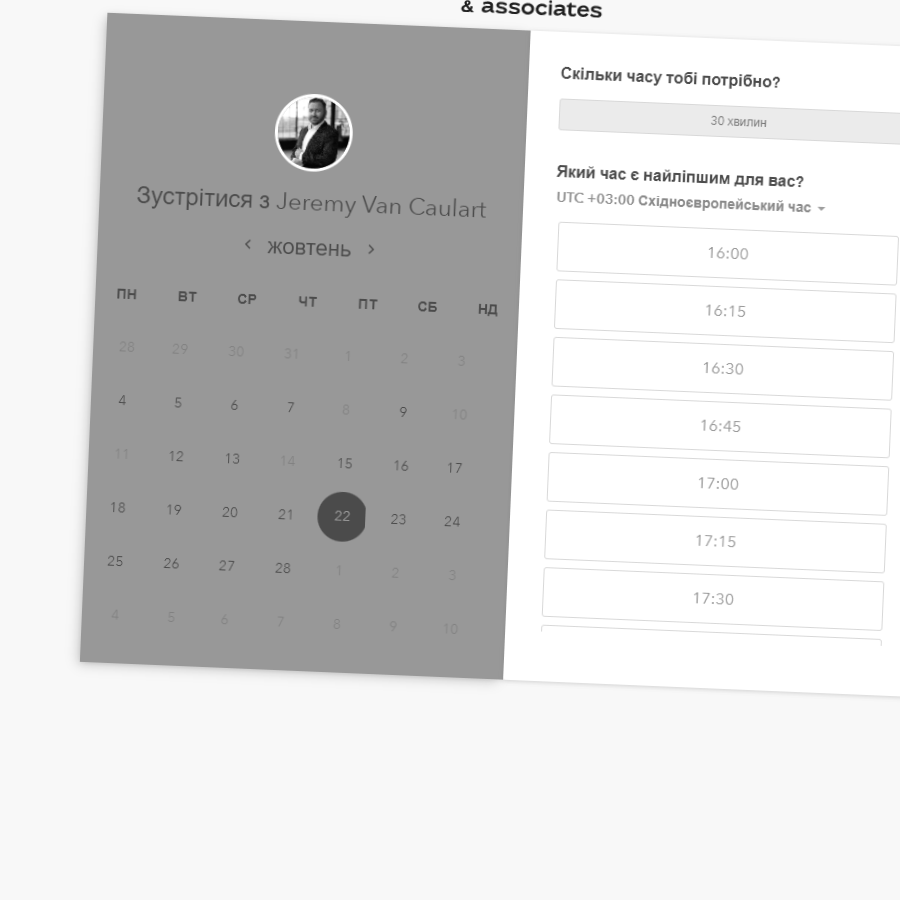 & associates
Зустрітися з Jeremy Van Caulart
жовтень
ПН ВТ СР ЧТ ПТ СБ НД
28 29 30 31 1 2 3
4 5 6 7 8 9 10
11 12 13 14 15 16 17
18 19 20 21 22 23 24
25 26 27 28 1 2 3
4 5 6 7 8 9 10
Скільки часу тобі потрібно?
30 хвилин
Який час є найліпшим для вас?
UTC +03:00 Східноєвропейський час
16:00
16:15
16:30
16:45
17:00
17:15
17:30